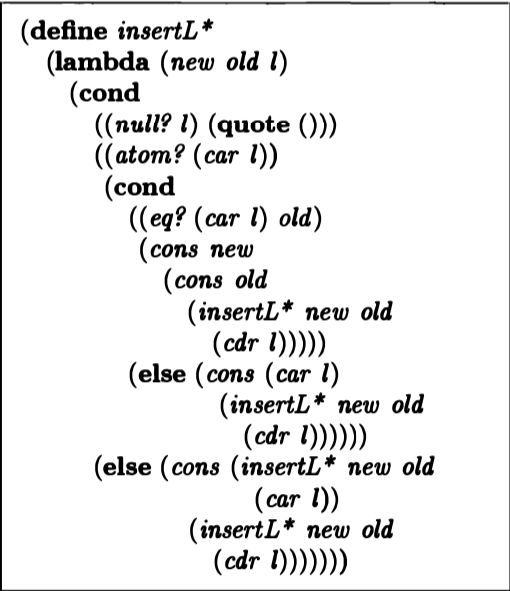 (define insertL*
(lambda (new old l)
(cond
((null? l) (quote ()))
((atom? (car l))
(cond
((eq? (car l) old)
(cons new
(cons old
(insertL* new old
(cdr l)))))
(else (cons (car l)
(insertL* new old
(cdr l))))))
(else (cons (insertL* new old
(car l))
(insertL* new old
(cdr l)))))))